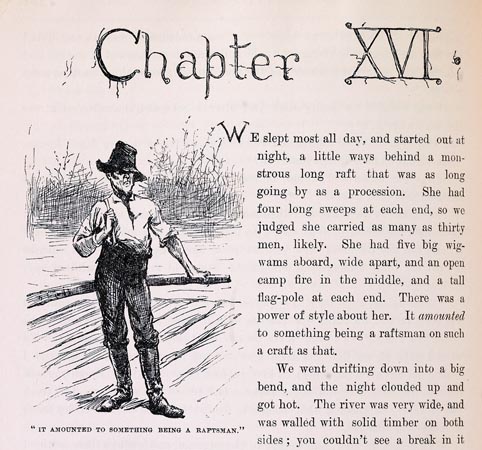 Chapter XVI.
WE slept most all day, and started out at
night, a little ways behind a mon-
strous long raft that was as long
going by as a procession. She had
four long sweeps at each end, so we
judged she carried as many as thirty
men, likely. She had five big wig-
wams aboard, wide apart, and an open
camp fire in the middle, and a tall
flag-pole at each end. There was a
power of style about her. It amounted
to something being a raftsman on such
a craft as that.
We went drifting down into a big
bend, and the night clouded up and
got hot. The river was very wide, and
was walled with solid timber on both
sides; you couldn't see a break in it
"IT AMOUNTED TO SOMETHING BEING A RAFTSMAN."